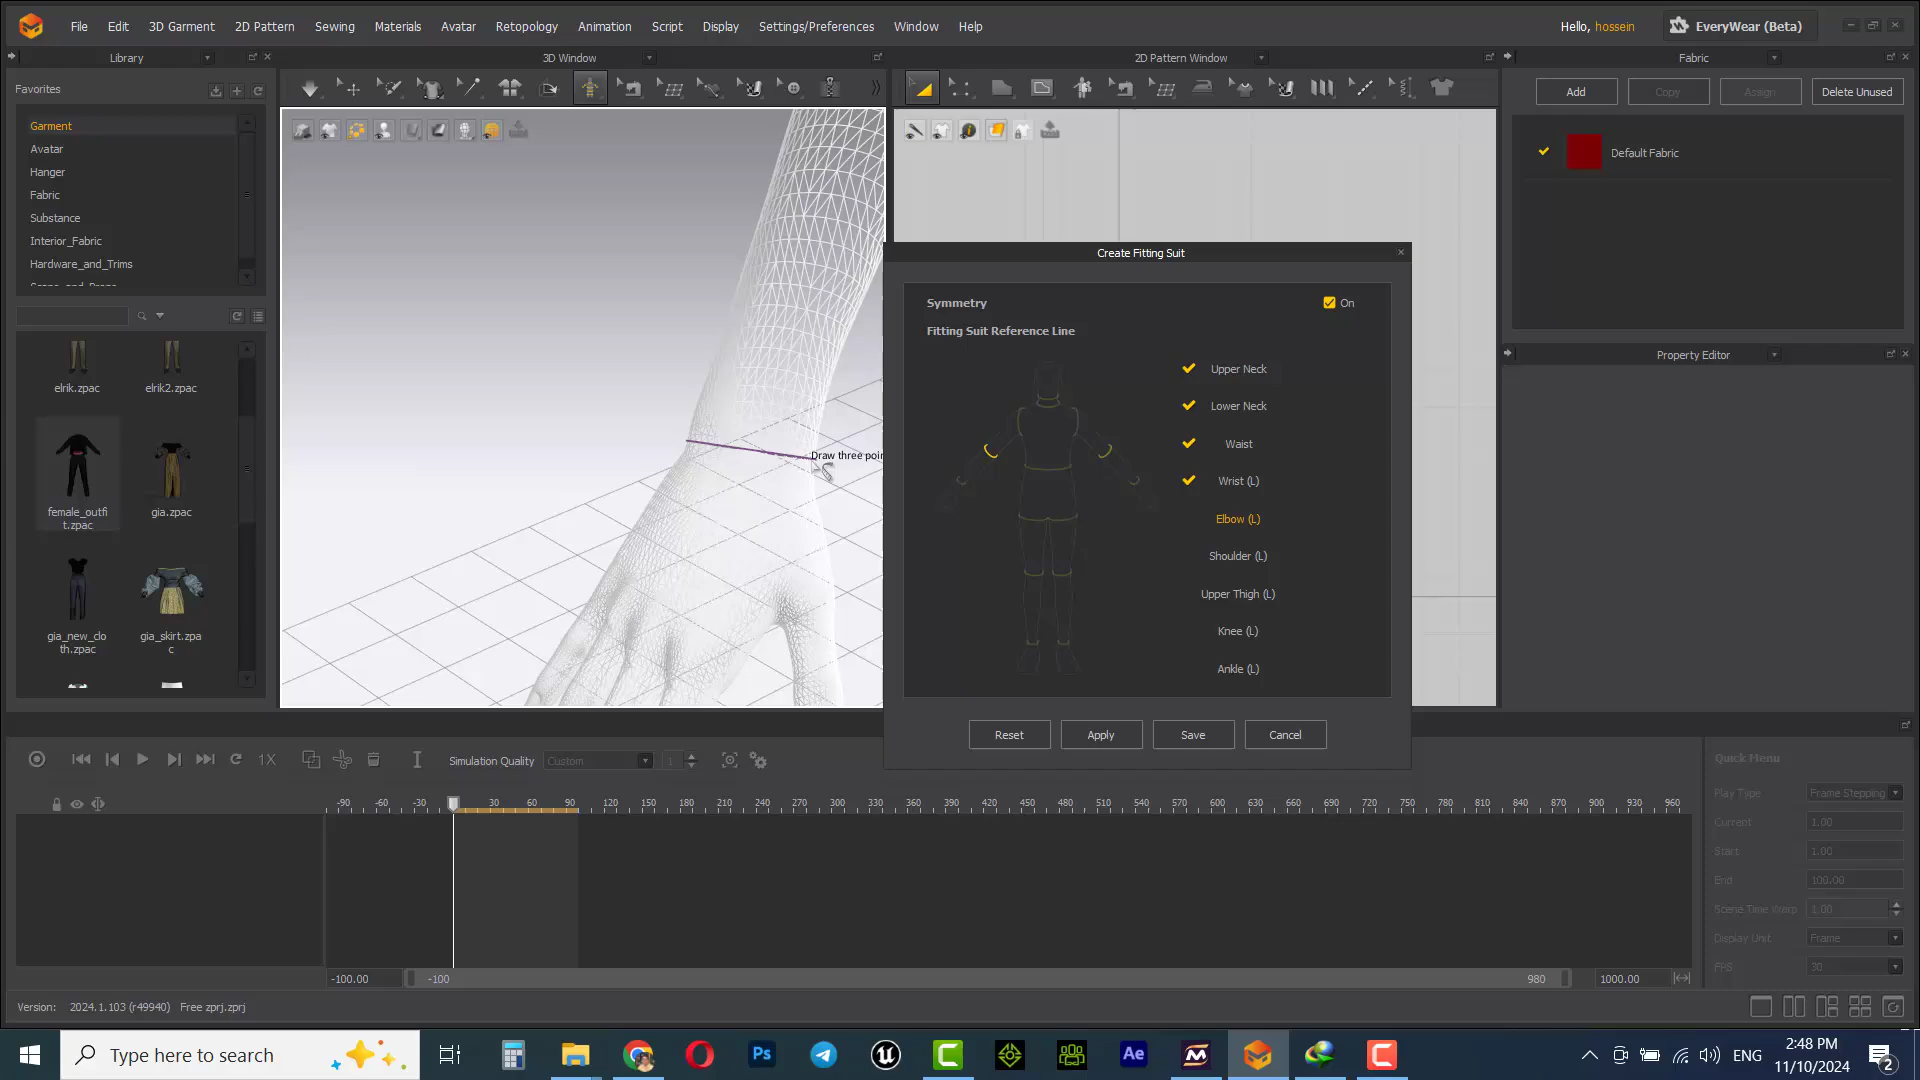 File Edit 3D Garment 2D Pattern Sewing Materials Avatar Retopology Animation Script Display Settings/Preferences Window Help
Hello, hossein
EveryWear (Beta)
Library
3D Window
2D Pattern Window
Fabric
Favorites
Garment
Avatar
Hanger
Fabric
Substance
Interior_Fabric
Hardware_and_Trims
elrik.zpac
elrik2.zpac
female_outfi
t.zpac
gia.zpac
gia_new_clo
th.zpac
gia_skirt.zpa
c
Draw three poin
Create Fitting Suit
Symmetry
On
Fitting Suit Reference Line
Upper Neck
Lower Neck
Waist
Wrist (L)
Elbow (L)
Shoulder (L)
Upper Thigh (L)
Knee (L)
Ankle (L)
Reset
Apply
Save
Cancel
Add
Copy
Assign
Delete Unused
Default Fabric
Property Editor
1X
Simulation Quality
Custom
1
-90 -60 -30 30 60 90 120 150 180 210 240 270 300 330 360 390 420 450 480 510 540 570 600 630 660 690 720 750 780 810 840 870 900 930 960
-100.00
-100
980
1000.00
Quick Menu
Play Type Frame Stepping
Current 1.00
Start 1.00
End 100.00
Scene Time Warp 1.00
Display Unit Frame
FPS 30
Version: 2024.1.103 (r49940) Free zprj.zprj
Type here to search
Ps
Ae
ENG
2:48 PM
11/10/2024
2